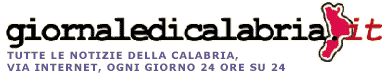 giornaledicalabria.it
TUTTE LE NOTIZIE DELLA CALABRIA,
VIA INTERNET, OGNI GIORNO 24 ORE SU 24